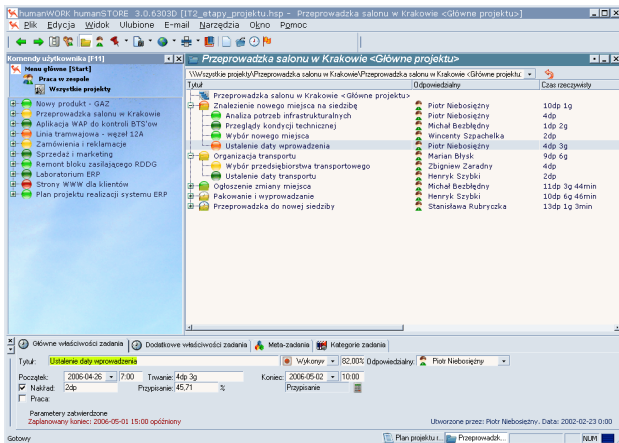 humanWORK humanSTORE 3.0.6303D [IT2_etapy_projektu.hsp - Przeprowadzka salonu w Krakowie <Główne projektu>]
Plik Edycja Widok Ulubione E-mail Narzędzia Okno Pomoc
Komendy użytkownika [F11]
Menu główne [Start]
Praca w zespole
Wszystkie projekty
Nowy produkt - GAZ
Przeprowadzka salonu w Krakowie
Aplikacja WAP do kontroli BTS'ów
Linia tramwajowa - węzeł 12A
Zamówienia i reklamacje
Sprzedaż i marketing
Remont bloku zasilającego RDDG
Laboratorium ERP
Strony WWW dla klientów
Plan projektu realizacji systemu ERP
Przeprowadzka salonu w Krakowie <Główne projektu>
\\\Wszystkie projekty\Przeprowadzka salonu w Krakowie\Przeprowadzka salonu w Krakowie <Główne projektu>
Tytuł Odpowiedzialny Czas rzeczywisty
Przeprowadzka salonu w Krakowie <Główne projektu>
Znalezienie nowego miejsca na siedzibę Piotr Niebosiężny 10dp 1g
Analiza potrzeb infrastrukturalnych Piotr Niebosiężny 4dp
Przeglądy kondycji technicznej Michał Bezbłędny 1dp 2g
Wybór nowego miejsca Wincenty Szpachelka 2dp
Ustalenie daty wprowadzenia Piotr Niebosiężny 4dp 3g
Organizacja transportu Marian Błysk 9dp 6g
Wybór przedsiębiorstwa transportowego Zbigniew Zaradny 4dp
Ustalenie daty transportu Henryk Szybki 2dp
Ogłoszenie zmiany miejsca Michał Bezbłędny 11dp 3g 44min
Pakowanie i wyprowadzanie Henryk Szybki 10dp 6g 46min
Przeprowadzka do nowej siedziby Stanisława Rubryczka 13dp 1g 3min
Główne właściwości zadania Dodatkowe właściwości zadania Meta-zadania Kategorie zadania
Tytuł: Ustalenie daty wprowadzenia Wykonyw 82,00% Odpowiedzialny: Piotr Niebosiężny
Początek: 2006-04-26 7:00 Trwanie: 4dp 3g Koniec: 2006-05-02 10:00
Nakład: 2dp Przypisanie: 45,71 % Przypisanie
Praca:
Parametery zatwierdzone
Zaplanowany koniec: 2006-05-01 15:00 opóźniony Utworzone przez: Piotr Niebosiężny. Data: 2002-02-23 0:00
Gotowy Plan projektu r... Przeprowadzk... NUM